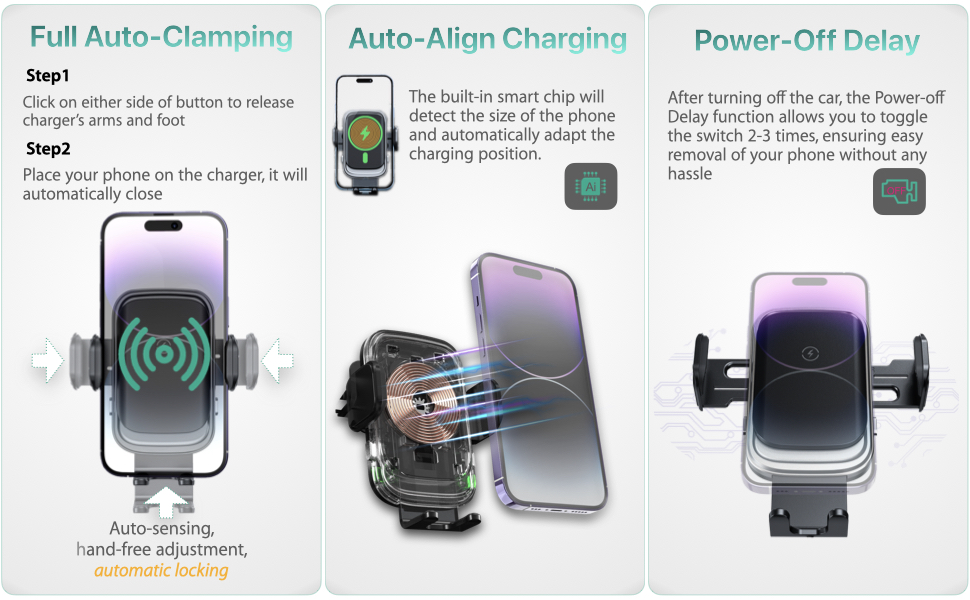 Full Auto-Clamping
Step1
Click on either side of button to release
charger's arms and foot
Step2
Place your phone on the charger, it will
automatically close
Auto-sensing,
hand-free adjustment,
automatic locking
Auto-Align Charging
The built-in smart chip will
detect the size of the phone
and automatically adapt the
charging position.
Ai
Power-Off Delay
After turning off the car, the Power-off
Delay function allows you to toggle
the switch 2-3 times, ensuring easy
removal of your phone without any
hassle